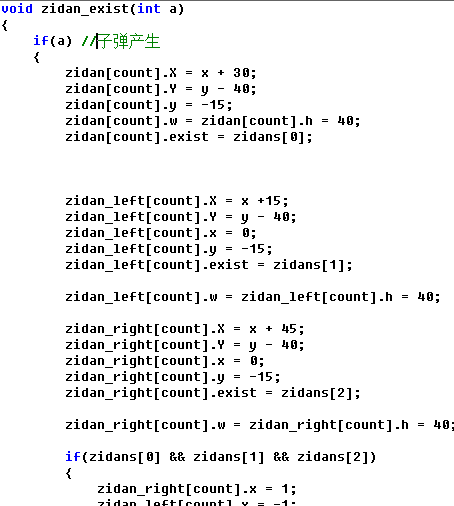 void zidan_exist(int a)
{
if(a) //子弹产生
{
zidan[count].X = x + 30;
zidan[count].Y = y - 40;
zidan[count].y = -15;
zidan[count].w = zidan[count].h = 40;
zidan[count].exist = zidans[0];
zidan_left[count].X = x +15;
zidan_left[count].Y = y - 40;
zidan_left[count].x = 0;
zidan_left[count].y = -15;
zidan_left[count].exist = zidans[1];
zidan_left[count].w = zidan_left[count].h = 40;
zidan_right[count].X = x + 45;
zidan_right[count].Y = y - 40;
zidan_right[count].x = 0;
zidan_right[count].y = -15;
zidan_right[count].exist = zidans[2];
zidan_right[count].w = zidan_right[count].h = 40;
if(zidans[0] && zidans[1] && zidans[2])
{
zidan_right[count].x = 1;
zidan_left[count].x = -1;